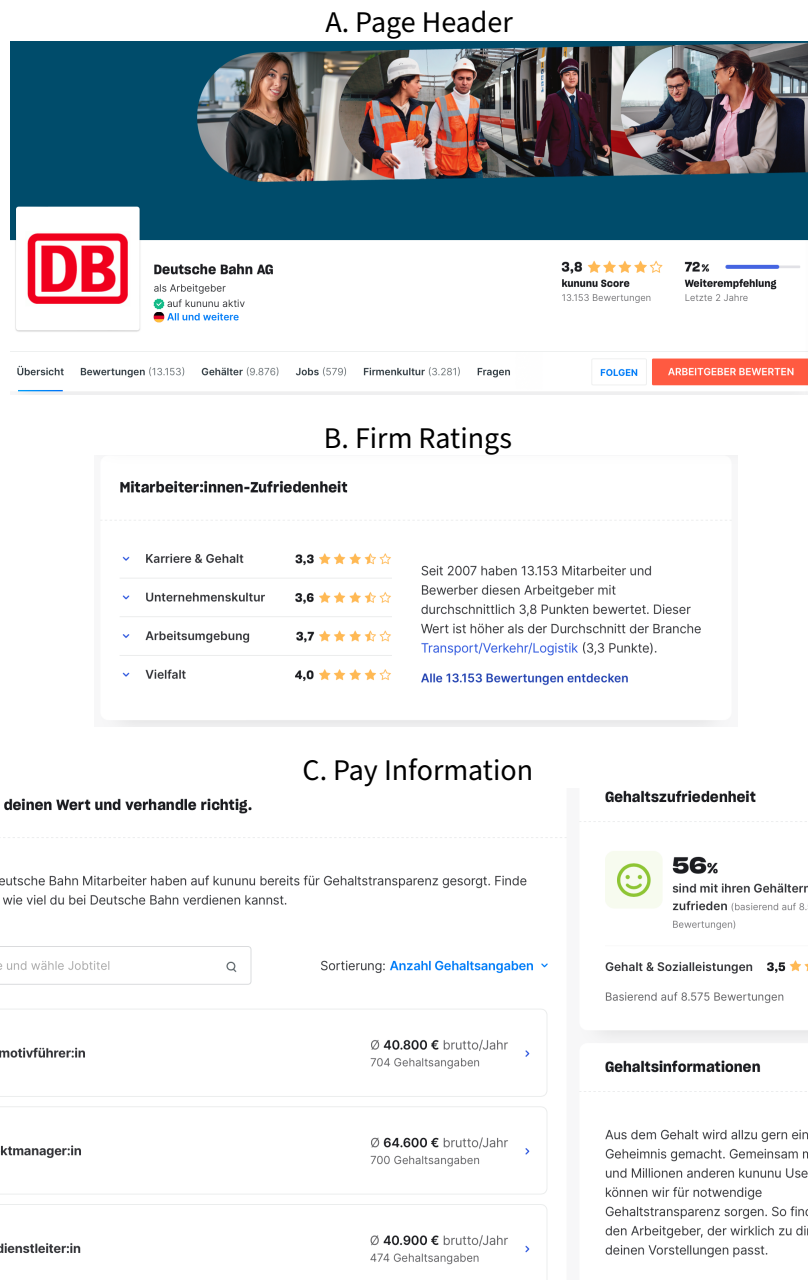 A. Page Header
DB
Deutsche Bahn AG
als Arbeitgeber
auf kununu aktiv
All und weitere
3,8
kununu Score
13.153 Bewertungen
72%
Weiterempfehlung
Letzte 2 Jahre
Übersicht Bewertungen (13.153) Gehälter (9.876) Jobs (579) Firmenkultur (3.281) Fragen FOLGEN ARBEITGEBER BEWERTEN
B. Firm Ratings
Mitarbeiter:innen-Zufriedenheit
Karriere & Gehalt 3,3
Unternehmenskultur 3,6
Arbeitsumgebung 3,7
Vielfalt 4,0
Seit 2007 haben 13.153 Mitarbeiter und
Bewerber diesen Arbeitgeber mit
durchschnittlich 3,8 Punkten bewertet. Dieser
Wert ist höher als der Durchschnitt der Branche
Transport/Verkehr/Logistik (3,3 Punkte).
Alle 13.153 Bewertungen entdecken
C. Pay Information
deinen Wert und verhandle richtig.
eutsche Bahn Mitarbeiter haben auf kununu bereits für Gehaltstransparenz gesorgt. Finde
wie viel du bei Deutsche Bahn verdienen kannst.
e und wähle Jobtitel
Sortierung: Anzahl Gehaltsangaben
motivführer:in
Ø 40.800 € brutto/Jahr
704 Gehaltsangaben
ktmanager:in
Ø 64.600 € brutto/Jahr
700 Gehaltsangaben
dienstleiter:in
Ø 40.900 € brutto/Jahr
474 Gehaltsangaben
Gehaltszufriedenheit
56%
sind mit ihren Gehältern
zufrieden (basierend auf 8.
Bewertungen)
Gehalt & Sozialleistungen 3,5
Basierend auf 8.575 Bewertungen
Gehaltsinformationen
Aus dem Gehalt wird allzu gern ein
Geheimnis gemacht. Gemeinsam m
und Millionen anderen kununu Use
können wir für notwendige
Gehaltstransparenz sorgen. So find
den Arbeitgeber, der wirklich zu dir
deinen Vorstellungen passt.